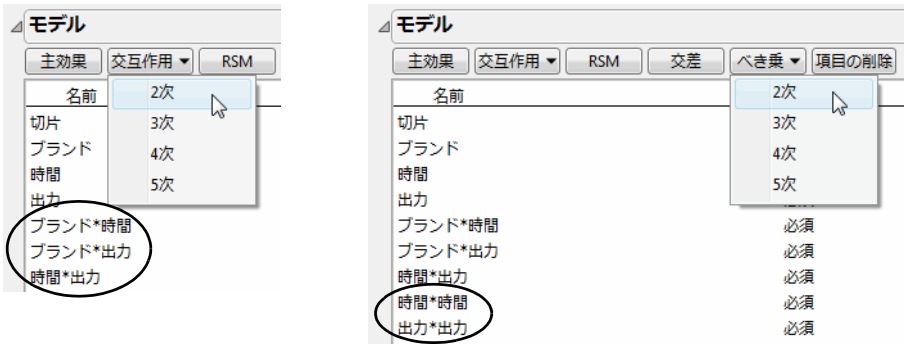 モデル
主効果 交互作用 RSM
名前
2次
切片
3次
ブランド
4次
時間
5次
出力
ブランド*時間
ブランド*出力
時間*出力
モデル
主効果 交互作用 RSM 交差 べき乗 項目の削除
名前
2次
切片
3次
ブランド
4次
時間
5次
出力
ブランド*時間 必須
ブランド*出力 必須
時間*出力 必須
時間*時間 必須
出力*出力 必須